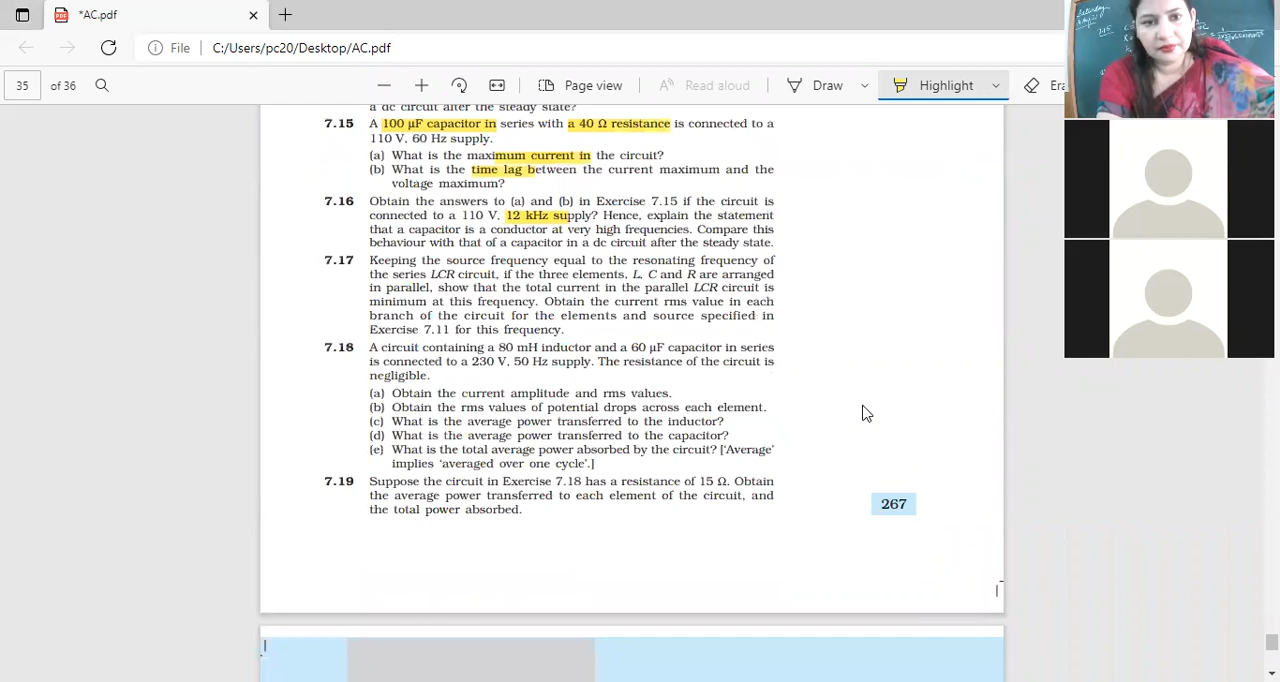 *AC.pdf
File
C:/Users/pc20/Desktop/AC.pdf
35 of 36
Page view
Read aloud
Draw
Highlight
Era
a dc circuit after the steady state?
7.15 A 100 µF capacitor in series with a 40 Ω resistance is connected to a
110 V, 60 Hz supply.
(a) What is the maximum current in the circuit?
(b) What is the time lag between the current maximum and the
voltage maximum?
7.16 Obtain the answers to (a) and (b) in Exercise 7.15 if the circuit is
connected to a 110 V, 12 kHz supply? Hence, explain the statement
that a capacitor is a conductor at very high frequencies. Compare this
behaviour with that of a capacitor in a dc circuit after the steady state.
7.17 Keeping the source frequency equal to the resonating frequency of
the series LCR circuit, if the three elements, L, C and R are arranged
in parallel, show that the total current in the parallel LCR circuit is
minimum at this frequency. Obtain the current rms value in each
branch of the circuit for the elements and source specified in
Exercise 7.11 for this frequency.
7.18 A circuit containing a 80 mH inductor and a 60 µF capacitor in series
is connected to a 230 V, 50 Hz supply. The resistance of the circuit is
negligible.
(a) Obtain the current amplitude and rms values.
(b) Obtain the rms values of potential drops across each element.
(c) What is the average power transferred to the inductor?
(d) What is the average power transferred to the capacitor?
(e) What is the total average power absorbed by the circuit? [‘Average’
implies ‘averaged over one cycle’.]
7.19 Suppose the circuit in Exercise 7.18 has a resistance of 15 Ω. Obtain
the average power transferred to each element of the circuit, and
the total power absorbed.
267